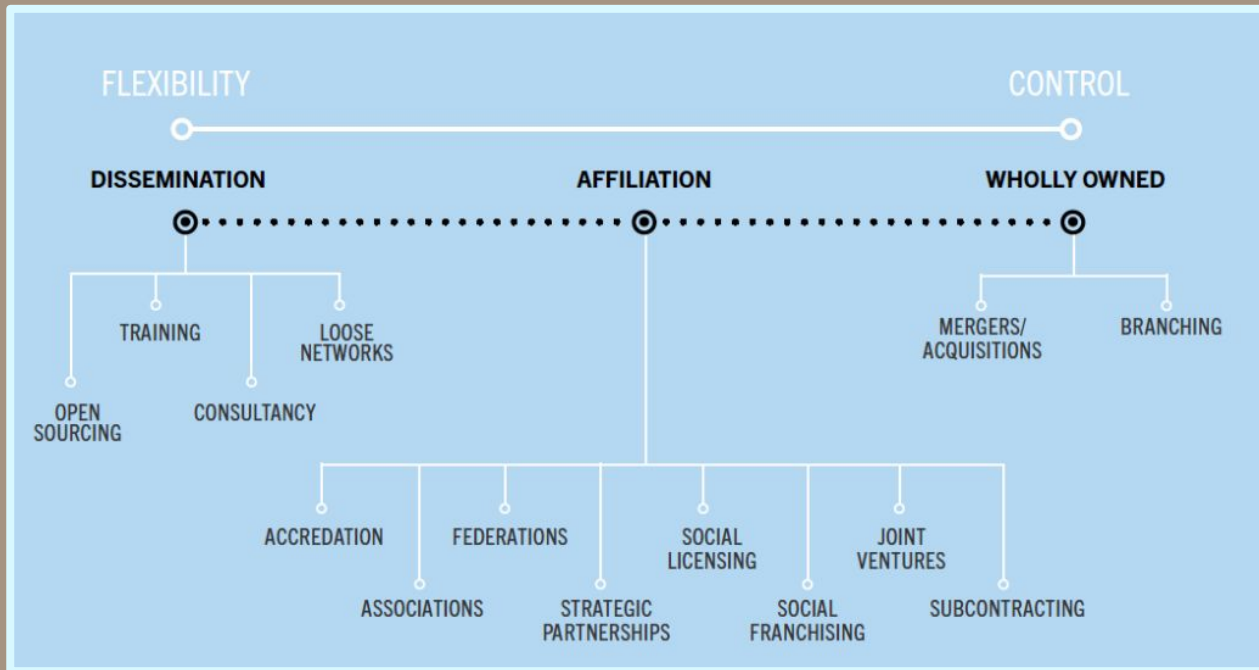 FLEXIBILITY
CONTROL
DISSEMINATION
AFFILIATION
WHOLLY OWNED
TRAINING
LOOSE
NETWORKS
OPEN
SOURCING
CONSULTANCY
MERGERS/
ACQUISITIONS
BRANCHING
ACCREDATION
FEDERATIONS
SOCIAL
LICENSING
JOINT
VENTURES
ASSOCIATIONS
STRATEGIC
PARTNERSHIPS
SOCIAL
FRANCHISING
SUBCONTRACTING